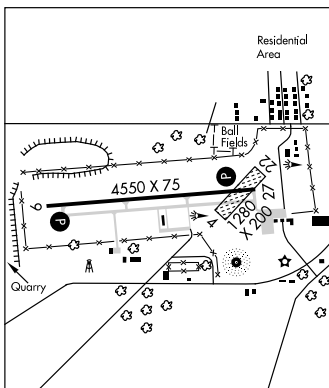 Residential
Area
Ball
Fields
P
22
4550 X 75
27
9
P
4
1280
X 200
Quarry